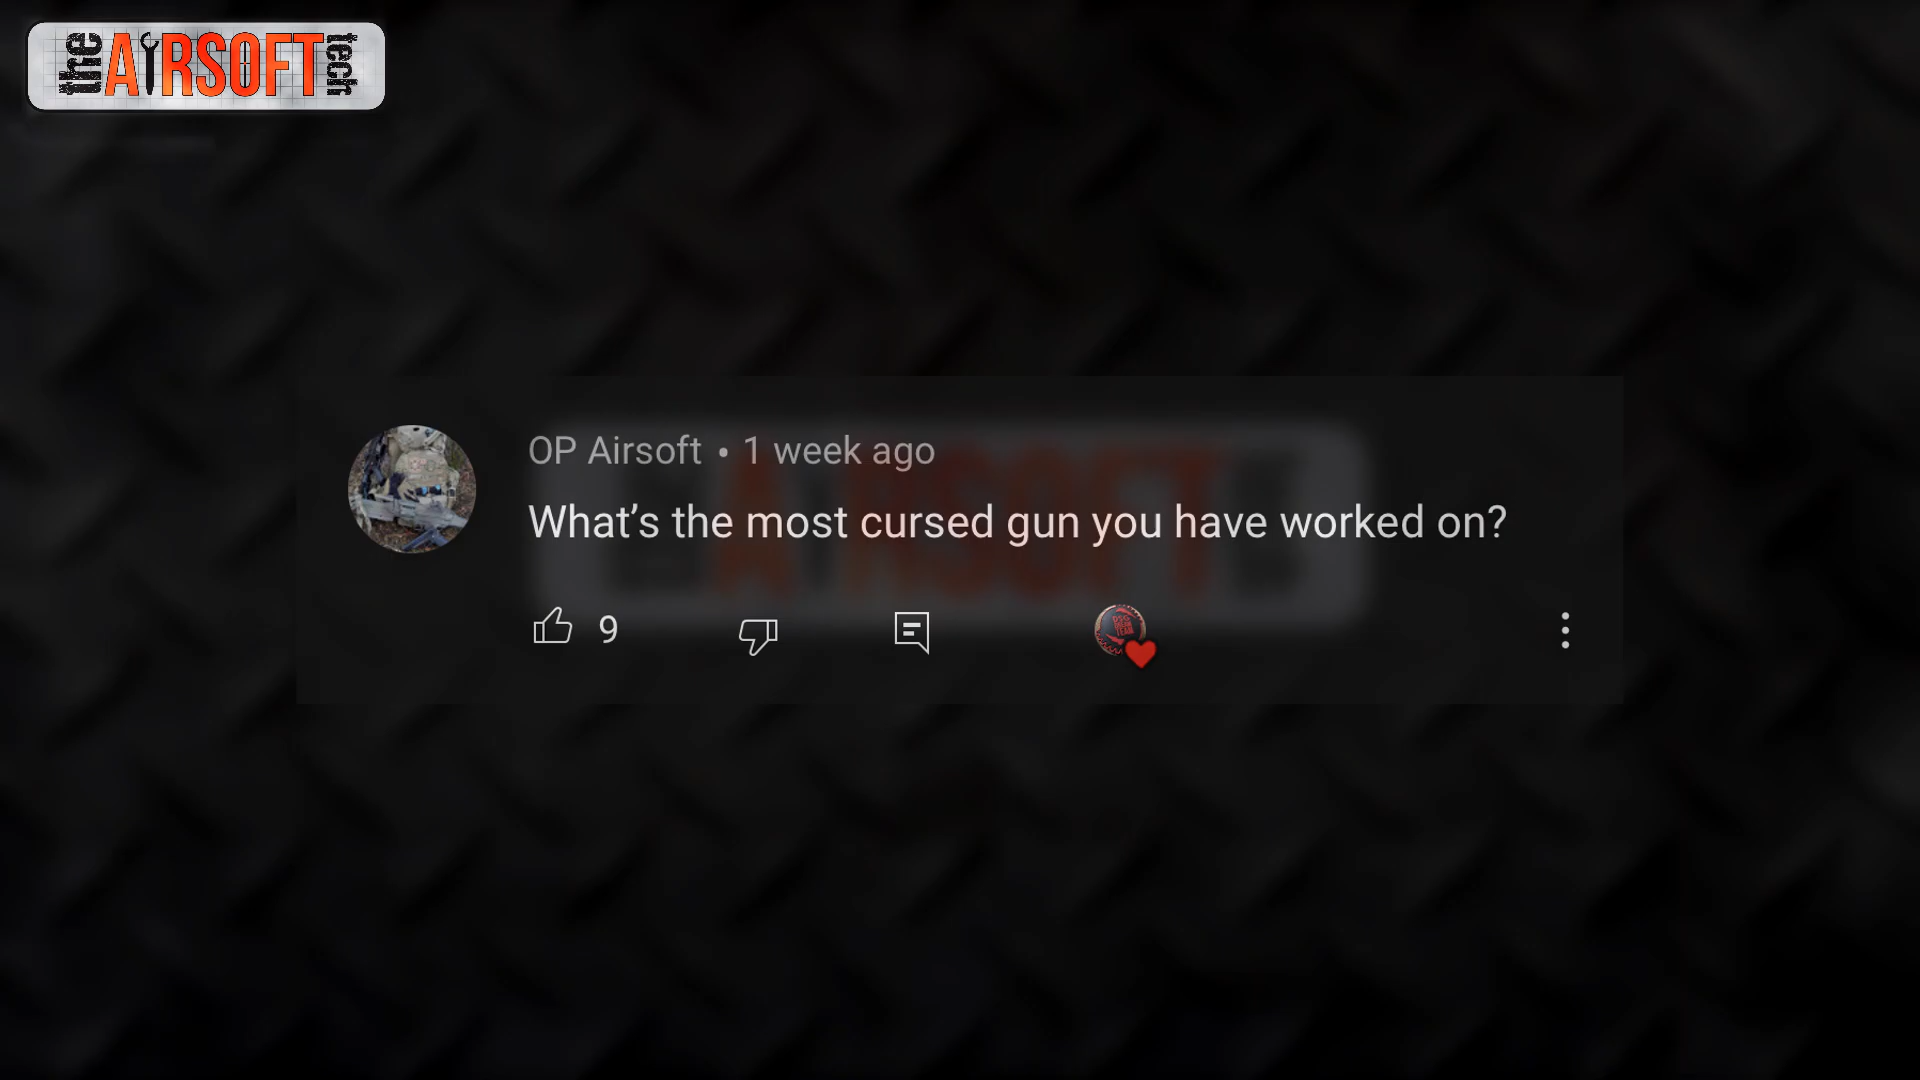 the AIRSOFT tech
OP Airsoft • 1 week ago
What’s the most cursed gun you have worked on?
9